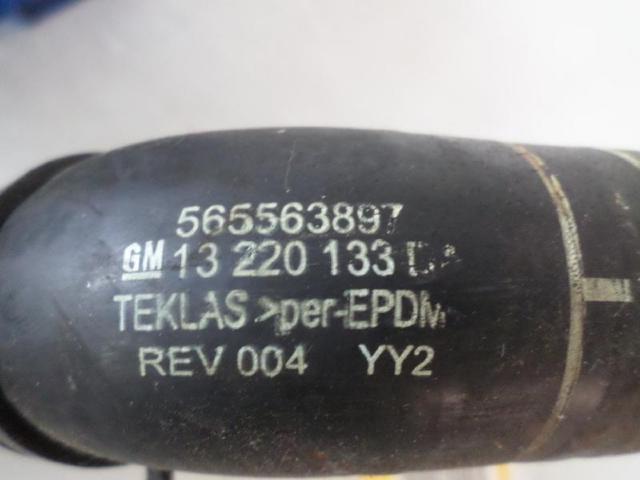 565563897
GM 13 220 133
TEKLAS >per-EPDM
REV 004 YY2